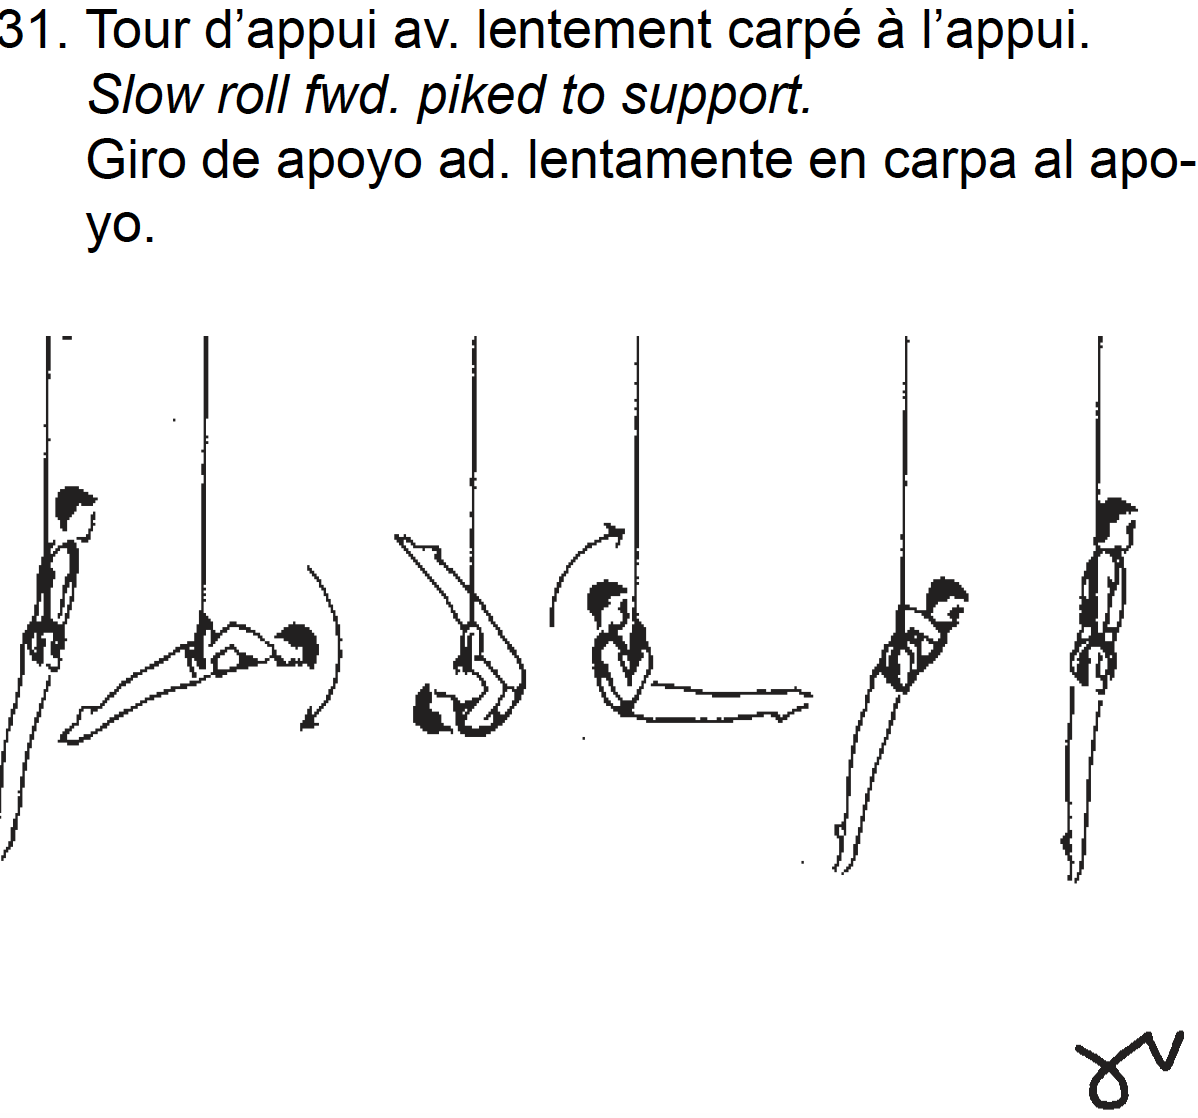 31. Tour d’appui av. lentement carpé à l’appui.
Slow roll fwd. piked to support.
Giro de apoyo ad. lentamente en carpa al apo-
yo.